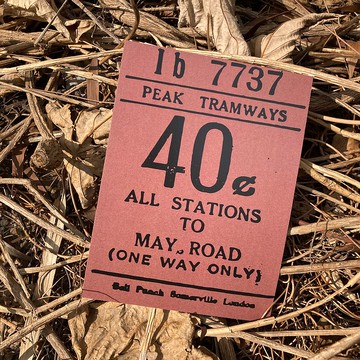 Ib 7737
PEAK TRAMWAYS
40¢
ALL STATIONS
TO
MAY ROAD
(ONE WAY ONLY)
Bell Punch Somerville London